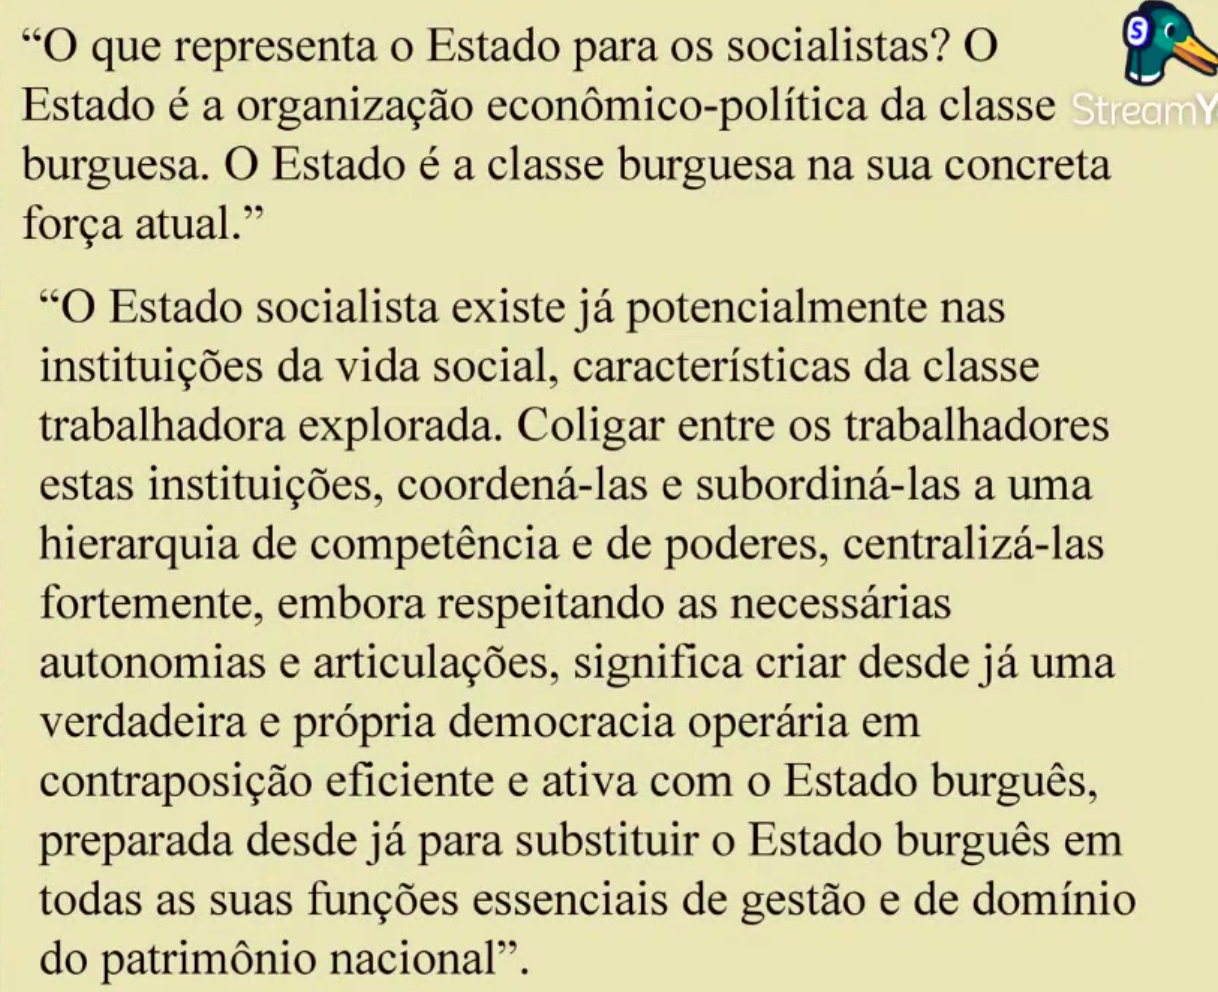 “O que representa o Estado para os socialistas? O
Estado é a organização econômico-política da classe
burguesa. O Estado é a classe burguesa na sua concreta
força atual.”
S
StreamY
“O Estado socialista existe já potencialmente nas
instituições da vida social, características da classe
trabalhadora explorada. Coligar entre os trabalhadores
estas instituições, coordená-las e subordiná-las a uma
hierarquia de competência e de poderes, centralizá-las
fortemente, embora respeitando as necessárias
autonomias e articulações, significa criar desde já uma
verdadeira e própria democracia operária em
contraposição eficiente e ativa com o Estado burguês,
preparada desde já para substituir o Estado burguês em
todas as suas funções essenciais de gestão e de domínio
do patrimônio nacional”.